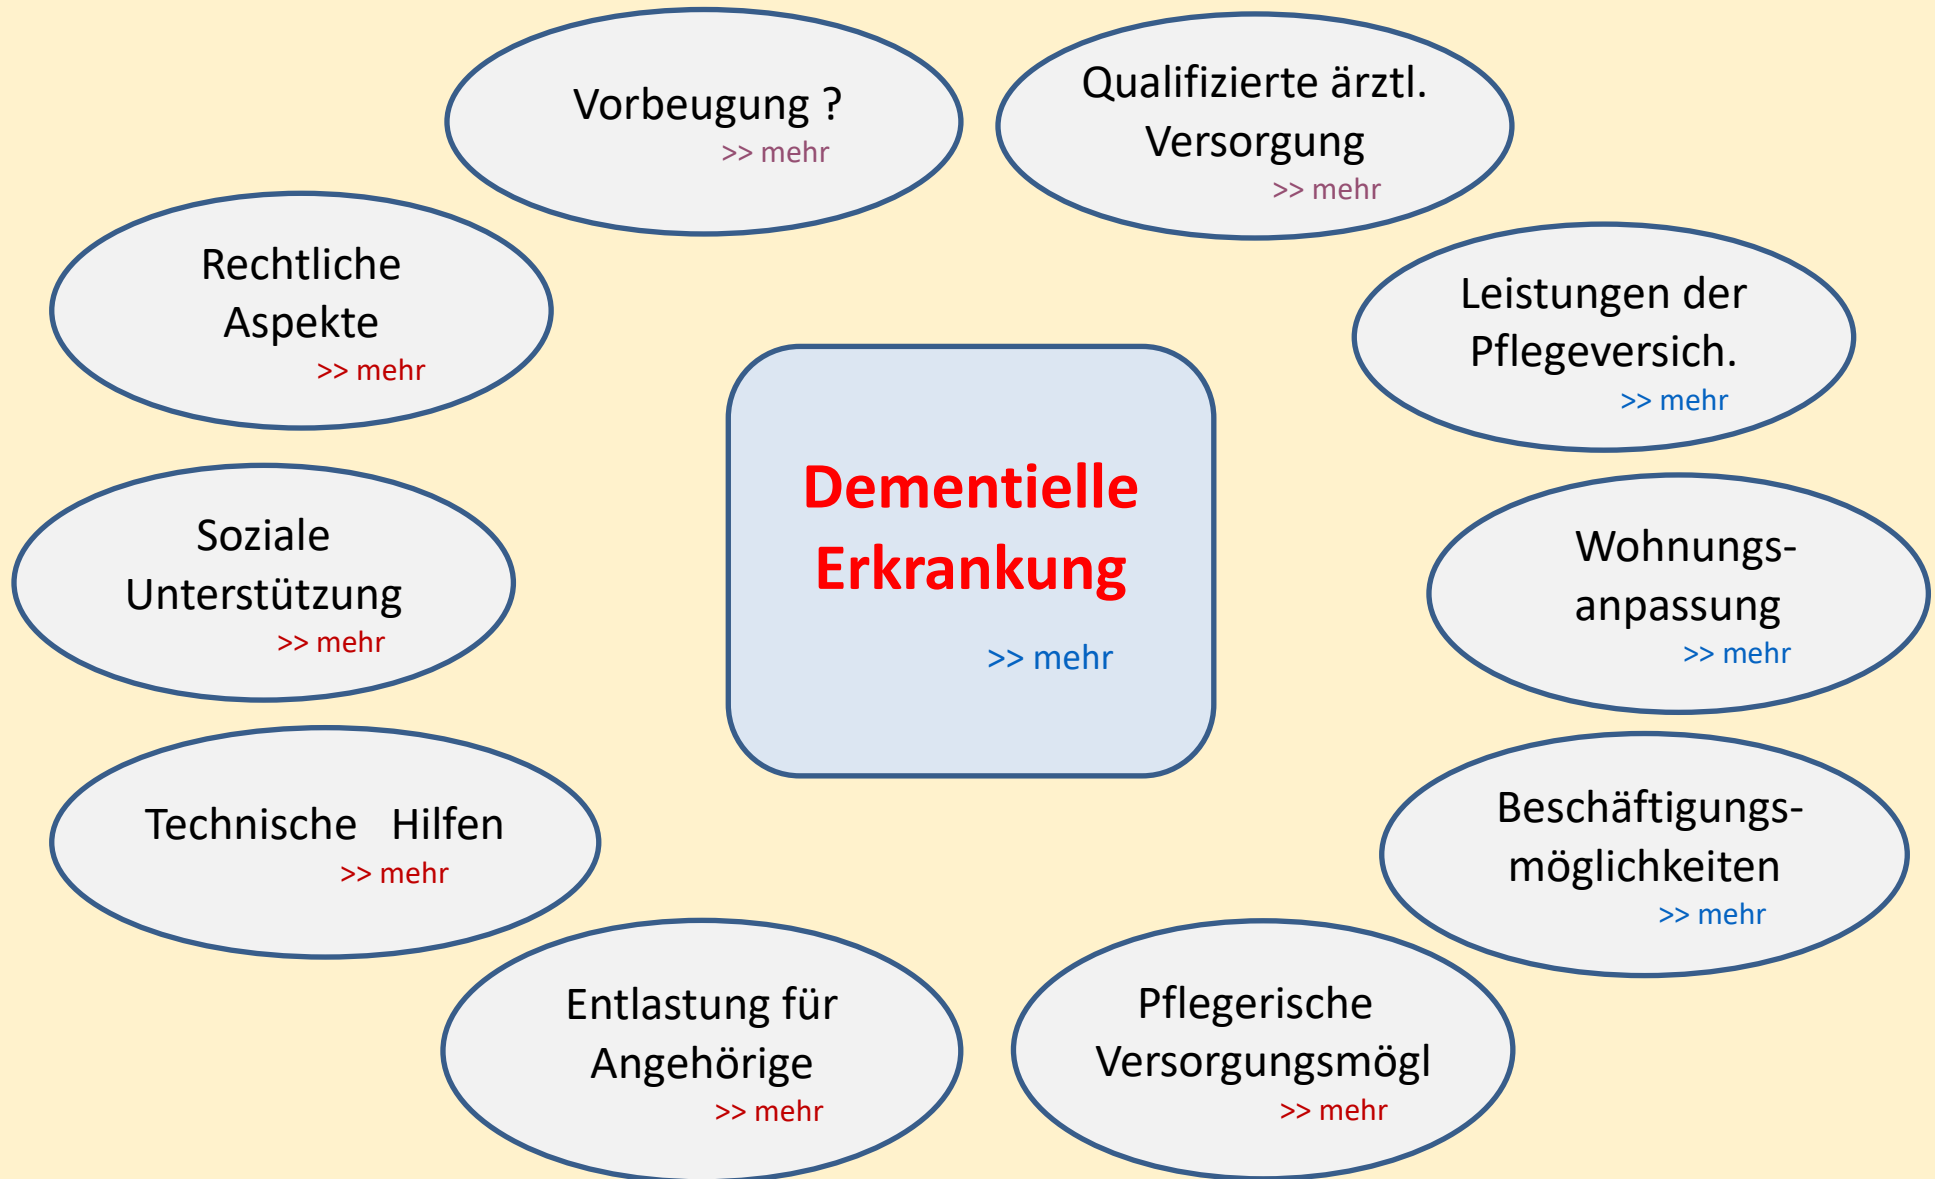 Vorbeugung ?
>> mehr
Qualifizierte ärztl.
Versorgung
>> mehr
Rechtliche
Aspekte
>> mehr
Leistungen der
Pflegeversich.
>> mehr
Dementielle
Erkrankung
>> mehr
Soziale
Unterstützung
>> mehr
Wohnungs-
anpassung
>> mehr
Technische   Hilfen
>> mehr
Beschäftigungs-
möglichkeiten
>> mehr
Entlastung für
Angehörige
>> mehr
Pflegerische
Versorgungsmögl
>> mehr